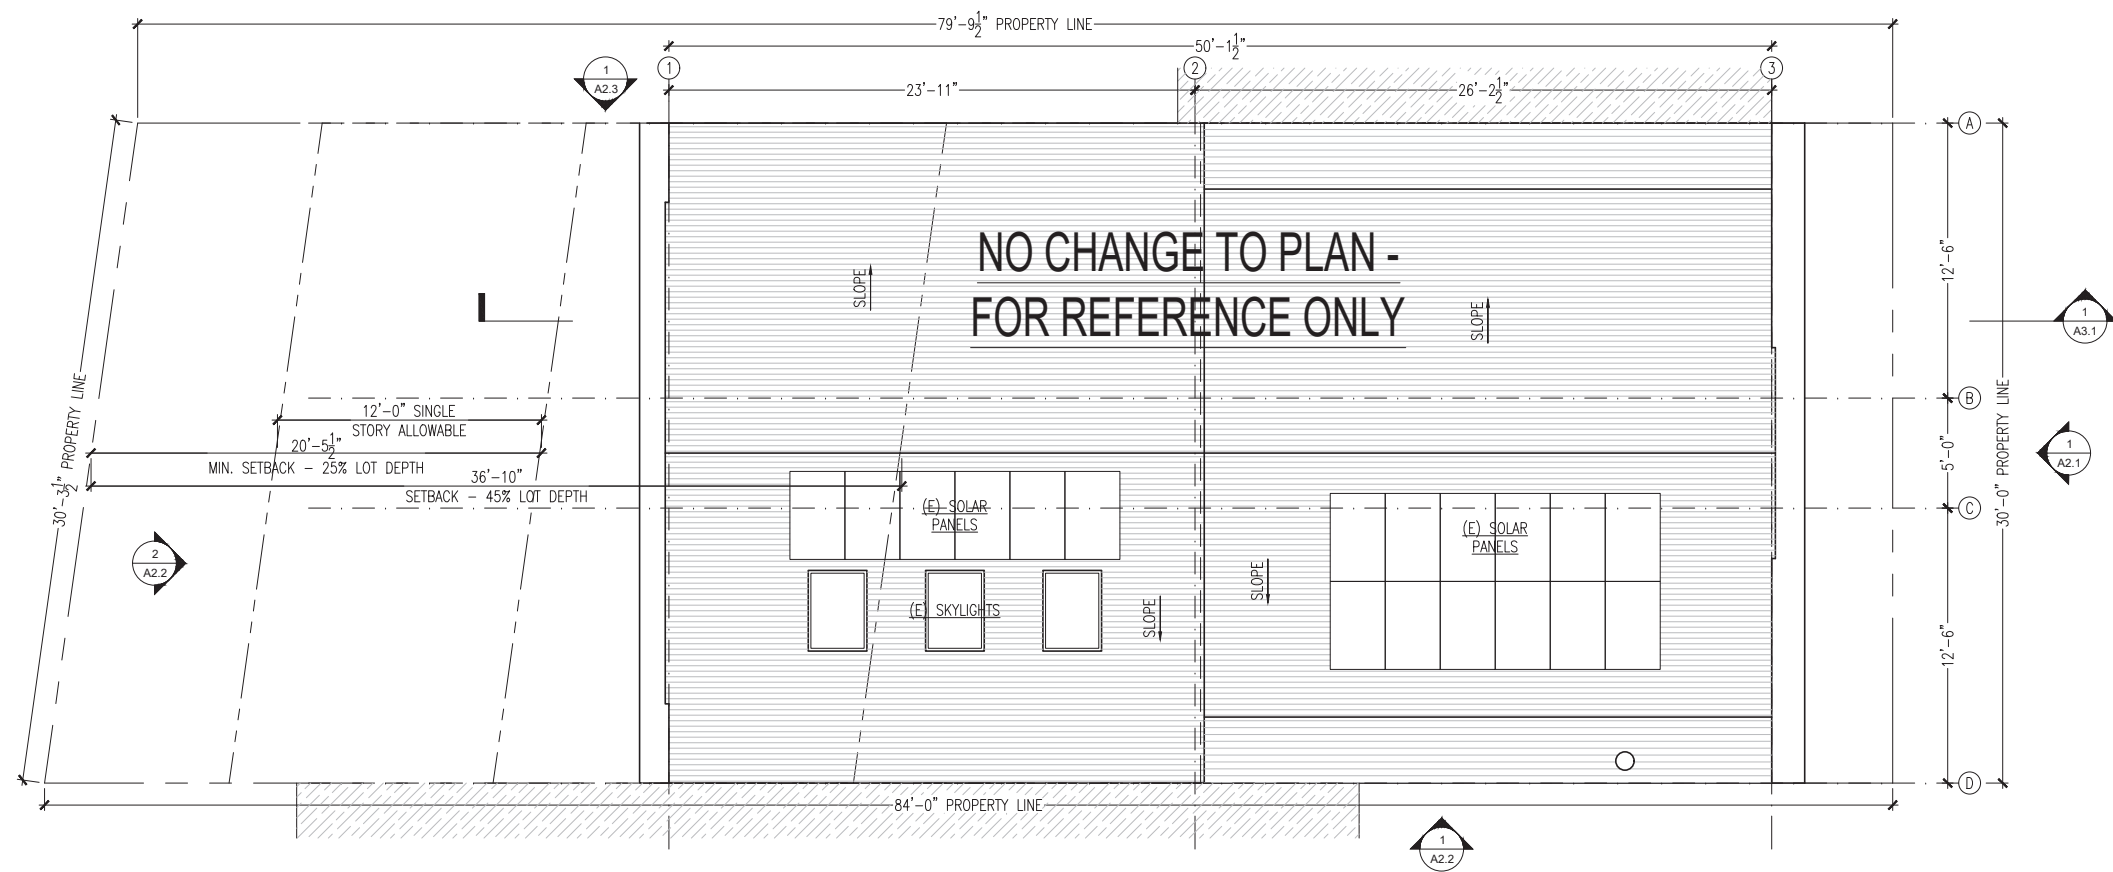 79'-9½" PROPERTY LINE
50'-1½"
1
A2.3
1
2
3
23'-11"
26'-2½"
A
NO CHANGE TO PLAN -
FOR REFERENCE ONLY
SLOPE
SLOPE
12'-6"
1
A3.1
30'-3½" PROPERTY LINE
12'-0" SINGLE
STORY ALLOWABLE
20'-5½"
MIN. SETBACK - 25% LOT DEPTH
36'-10"
SETBACK - 45% LOT DEPTH
B
5'-0"
30'-0" PROPERTY LINE
1
A2.1
C
(E) SOLAR
PANELS
(E) SOLAR
PANELS
2
A2.2
(E) SKYLIGHTS
SLOPE
SLOPE
12'-6"
D
84'-0" PROPERTY LINE
1
A2.2